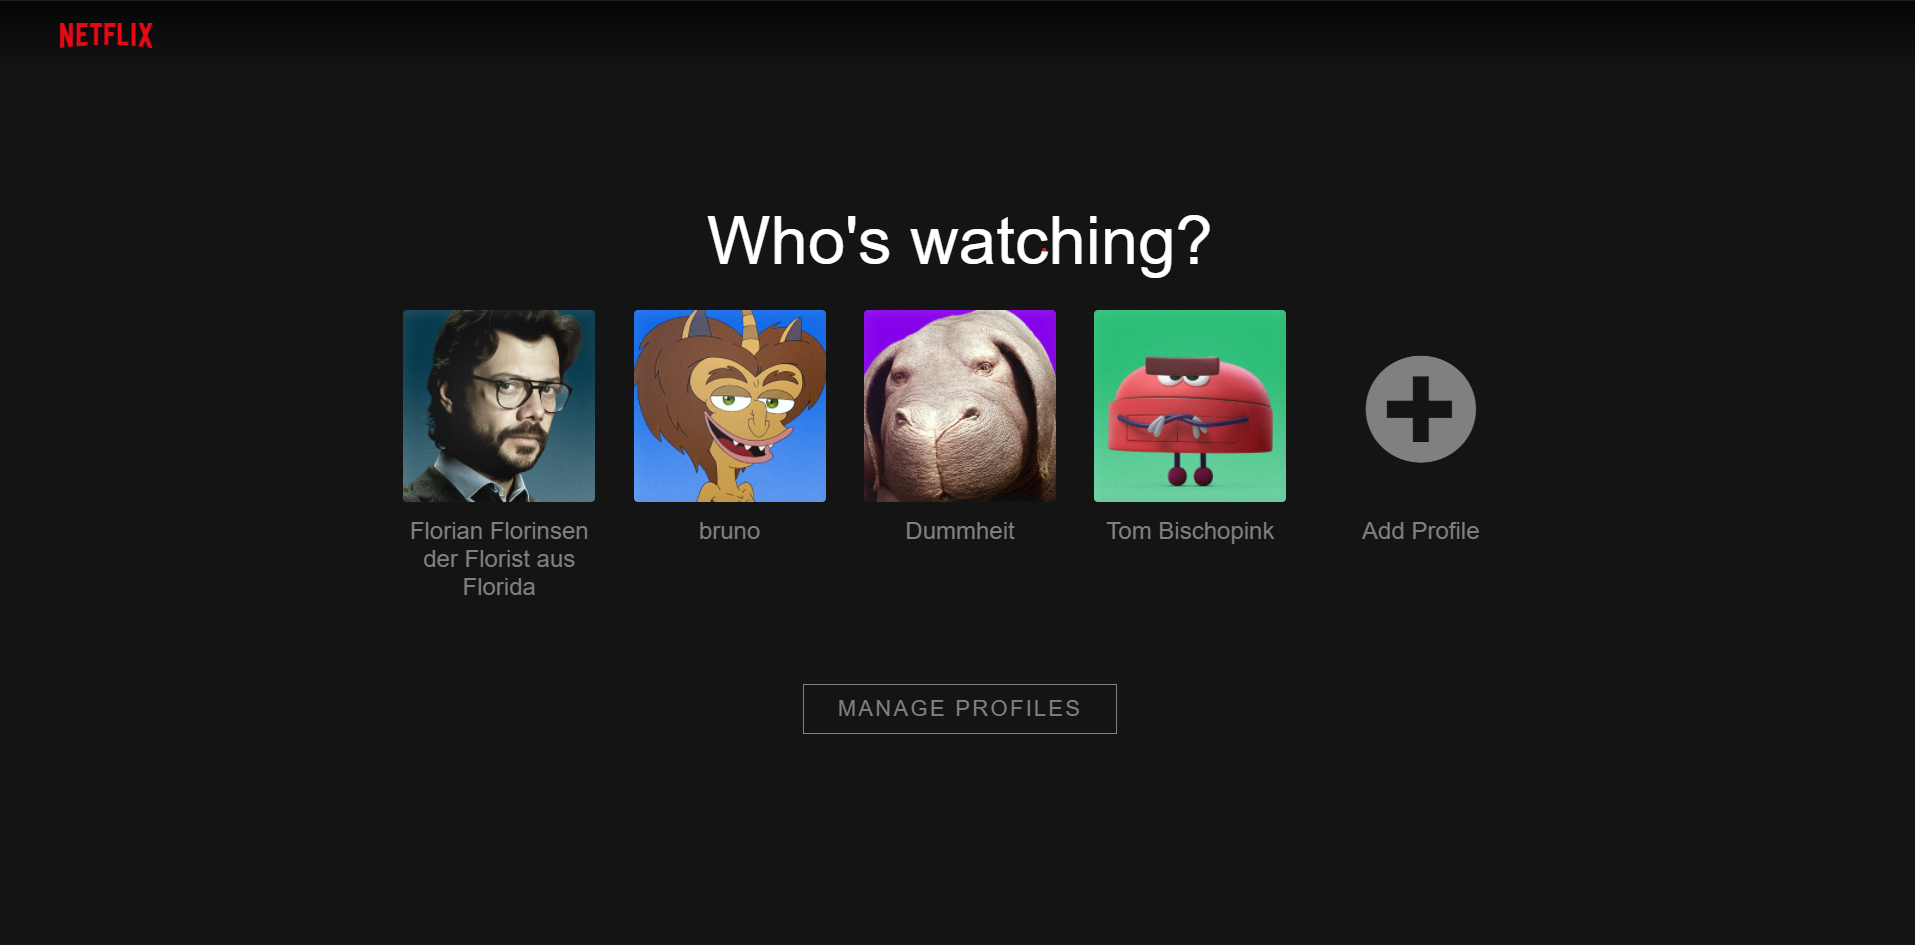 NETFLIX
Who's watching?
Florian Florinsen
der Florist aus
Florida
bruno
Dummheit
Tom Bischopink
Add Profile
MANAGE PROFILES